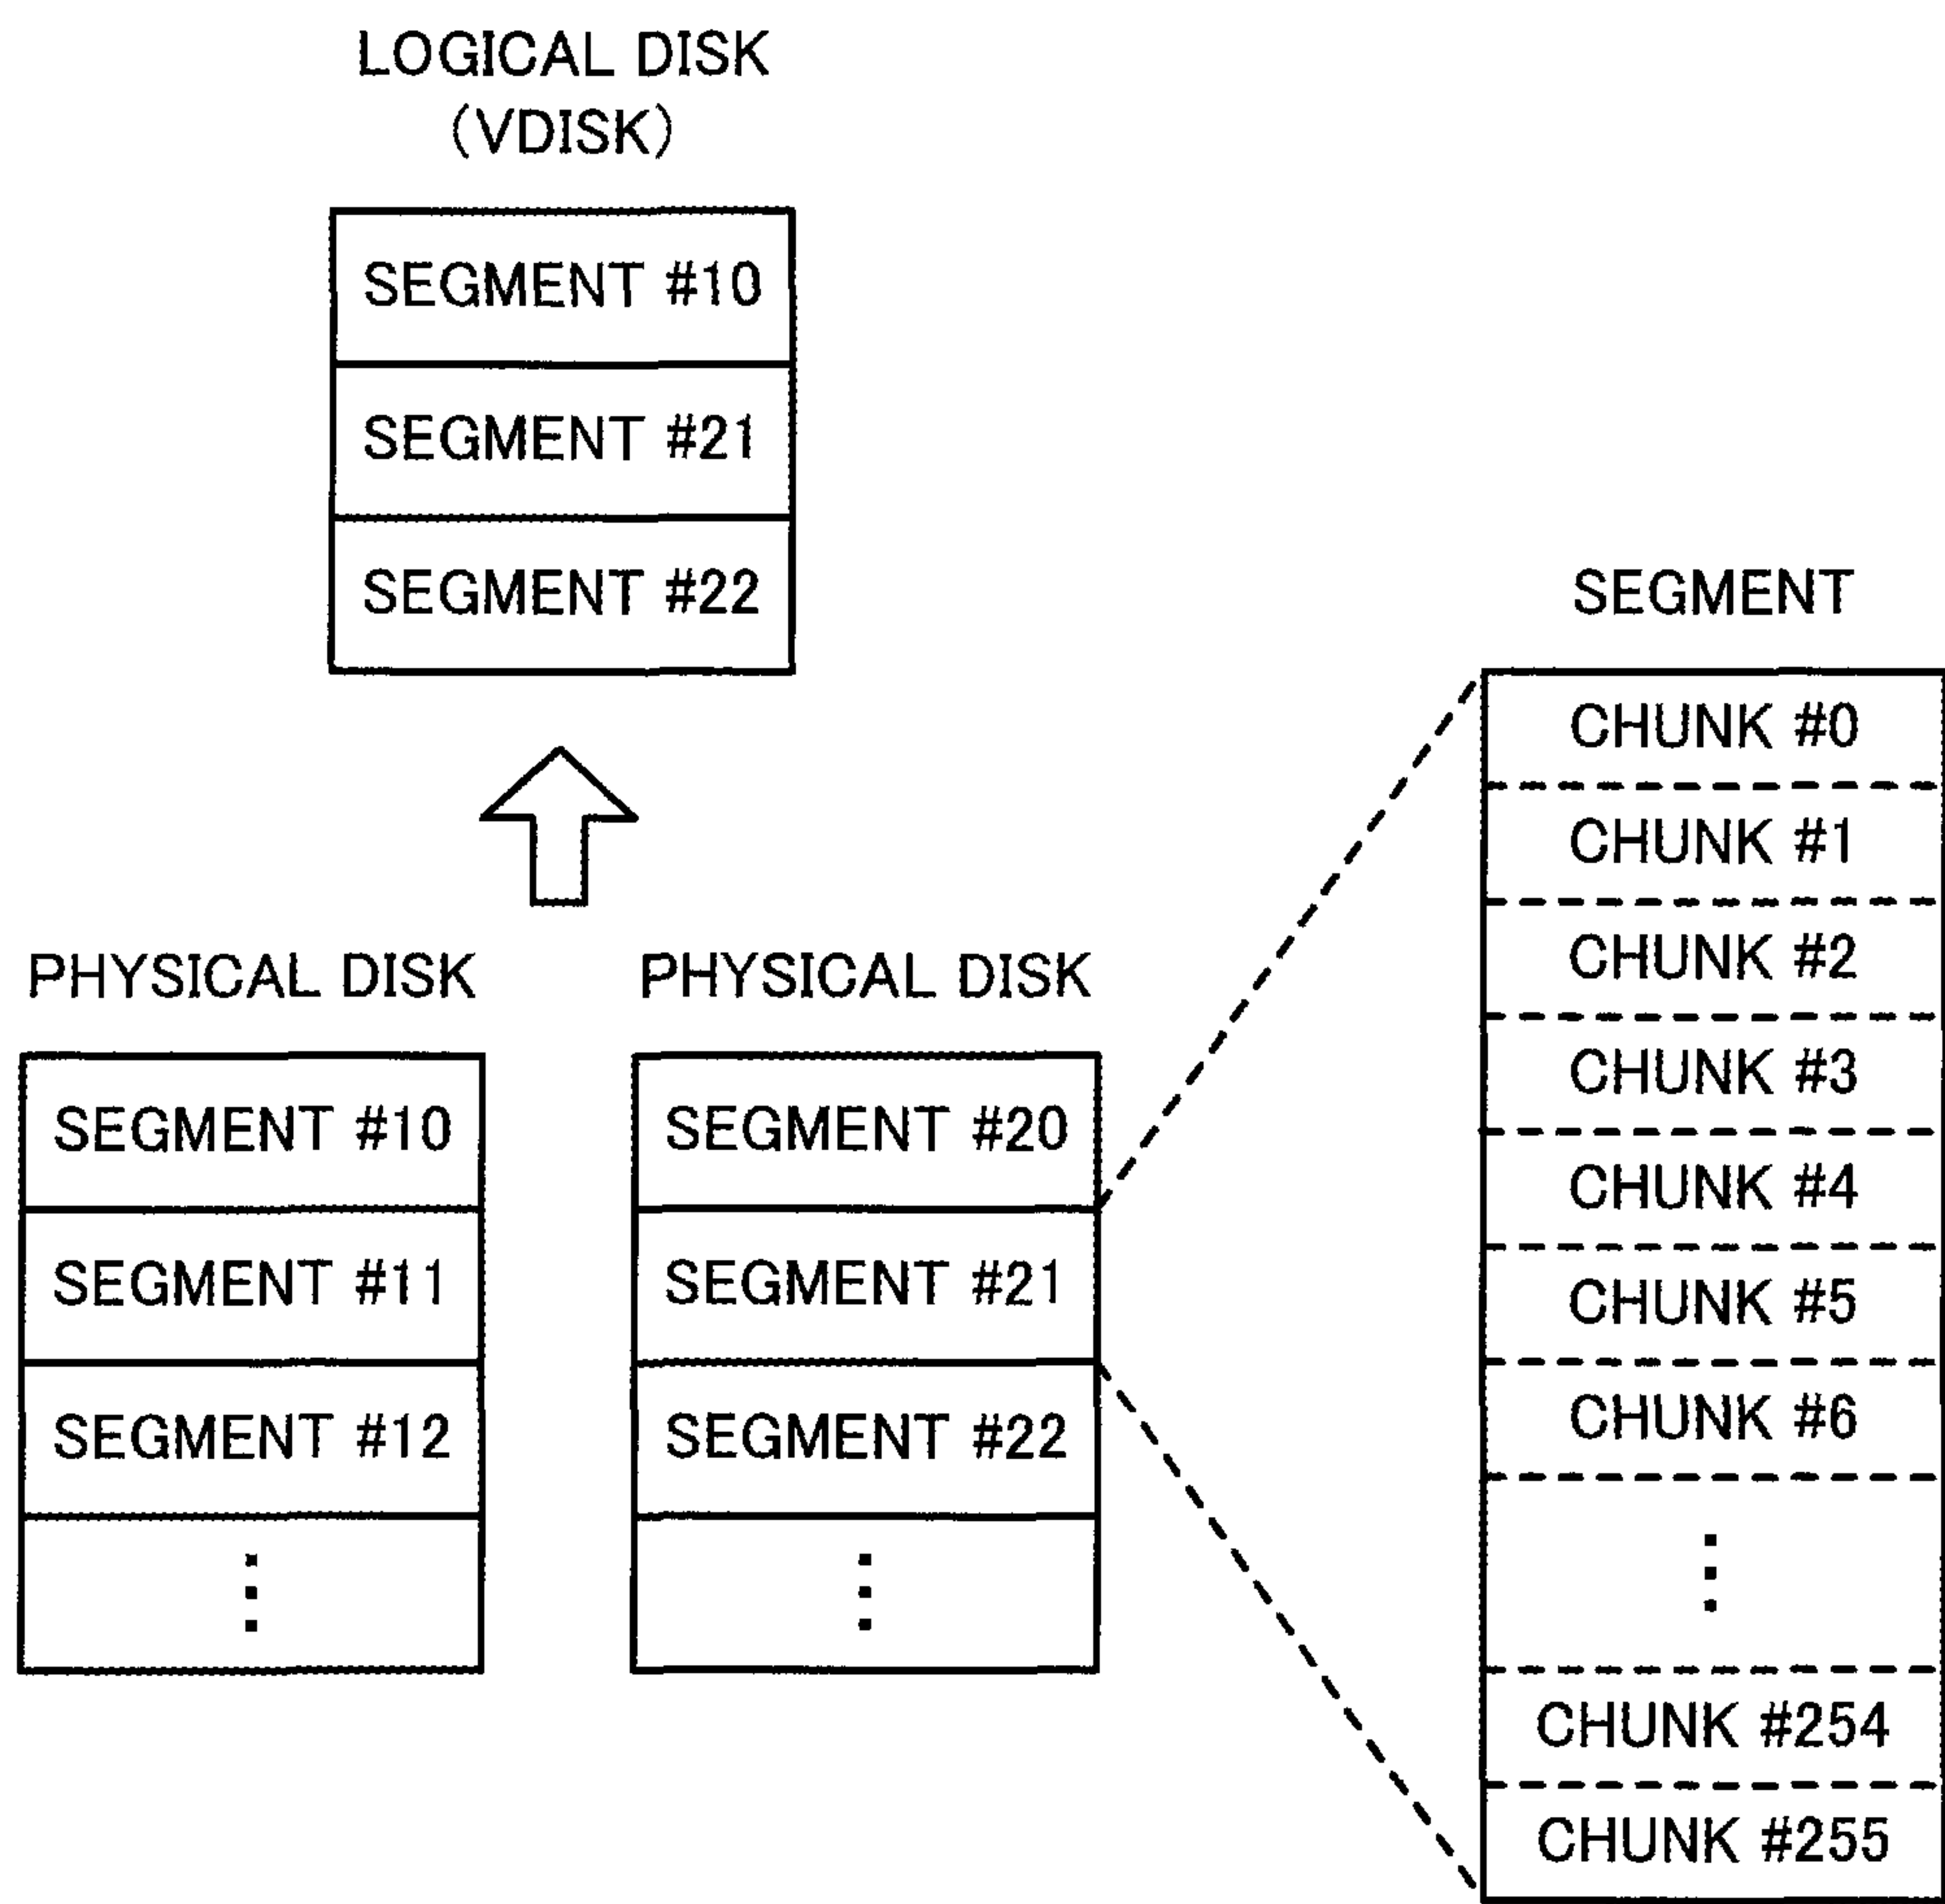 LOGICAL DISK
(VDISK)
SEGMENT #10
SEGMENT #21
SEGMENT #22
PHYSICAL DISK
SEGMENT #10
SEGMENT #11
SEGMENT #12
PHYSICAL DISK
SEGMENT #20
SEGMENT #21
SEGMENT #22
SEGMENT
CHUNK #0
CHUNK #1
CHUNK #2
CHUNK #3
CHUNK #4
CHUNK #5
CHUNK #6
CHUNK #254
CHUNK #255